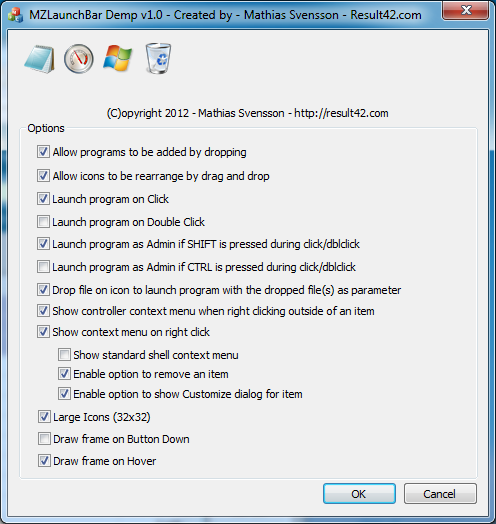 MZLaunchBar Demp v1.0 - Created by - Mathias Svensson - Result42.com
(C)opyright 2012 - Mathias Svensson - http://result42.com
Options
Allow programs to be added by dropping
Allow icons to be rearrange by drag and drop
Launch program on Click
Launch program on Double Click
Launch program as Admin if SHIFT is pressed during click/dblclick
Launch program as Admin if CTRL is pressed during click/dblclick
Drop file on icon to launch program with the dropped file(s) as parameter
Show controller context menu when right clicking outside of an item
Show context menu on right click
Show standard shell context menu
Enable option to remove an item
Enable option to show Customize dialog for item
Large Icons (32x32)
Draw frame on Button Down
Draw frame on Hover
OK Cancel